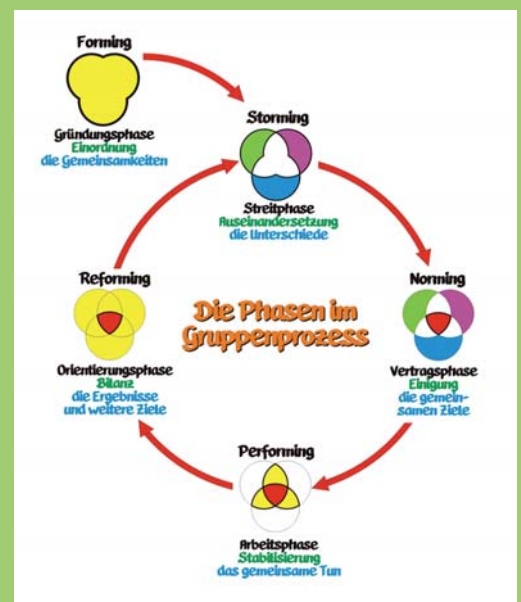 Forming
Gründungsphase
Einordnung
die Gemeinsamkeiten
Storming
Streitphase
Auseinandersetzung
die Unterschiede
Norming
Vertragsphase
Einigung
die gemein-
samen Ziele
Performing
Arbeitsphase
Stabilisierung
das gemeinsame Tun
Reforming
Orientierungsphase
Bilanz
die Ergebnisse
und weitere Ziele
Die Phasen im
Gruppenprozess